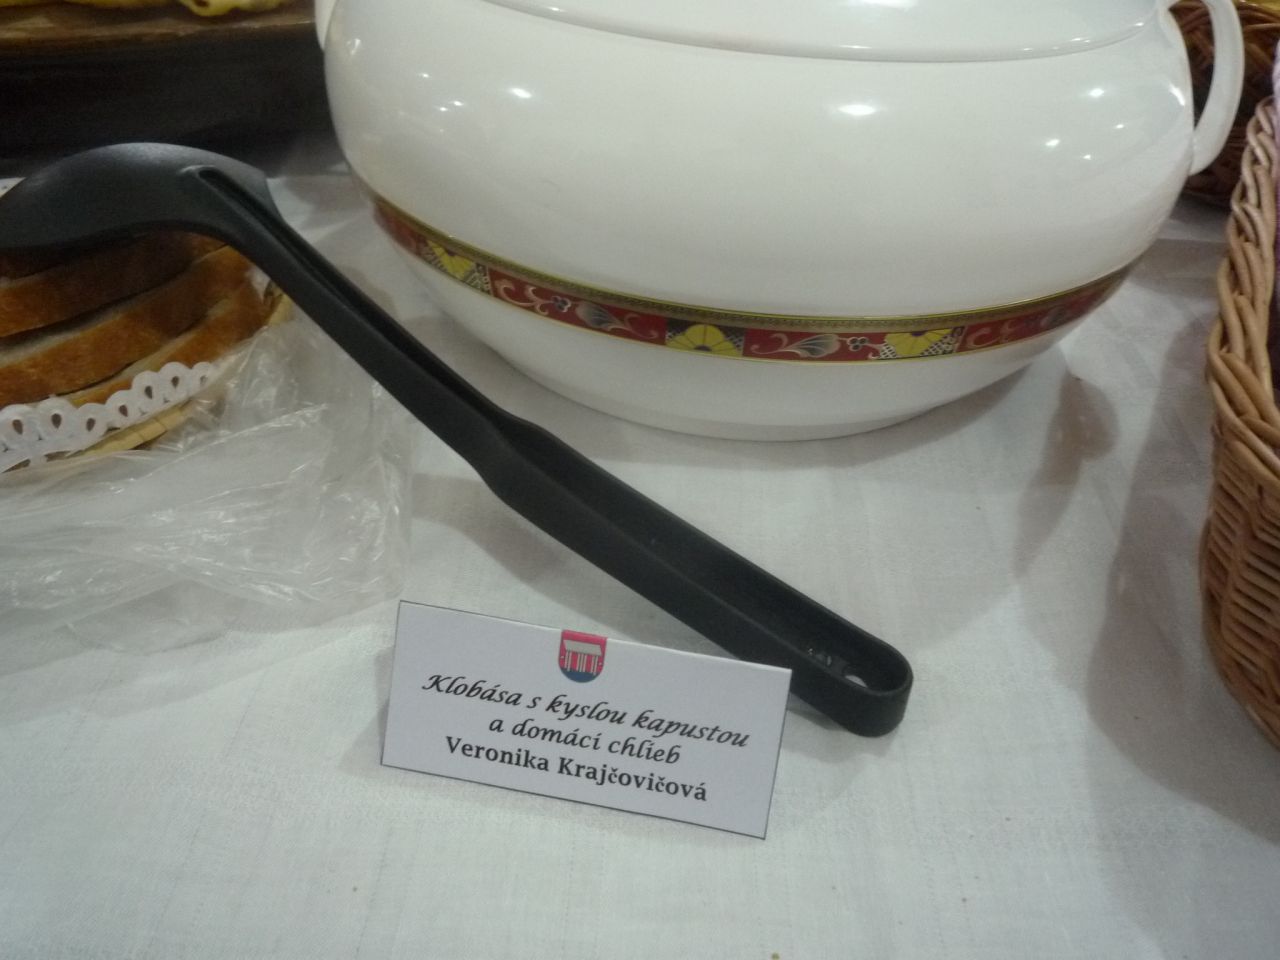 Klobása s kyslou kapustou
a domáci chlieb
Veronika Krajčovičová